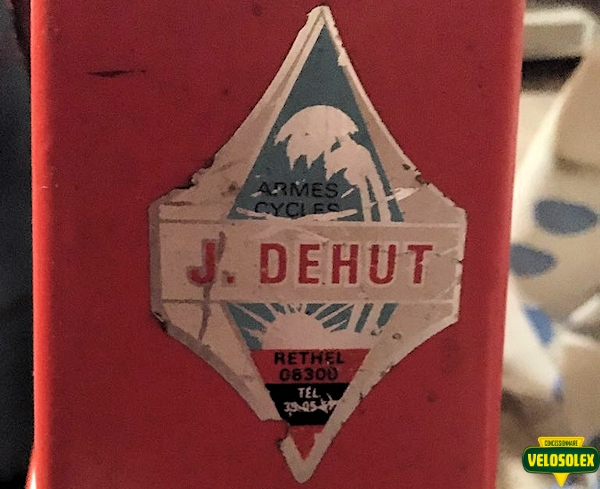 ARMES
CYCLES
J. DEHUT
RETHEL
08300
TÉL.
CONCESSIONNAIRE
VELOSOLEX